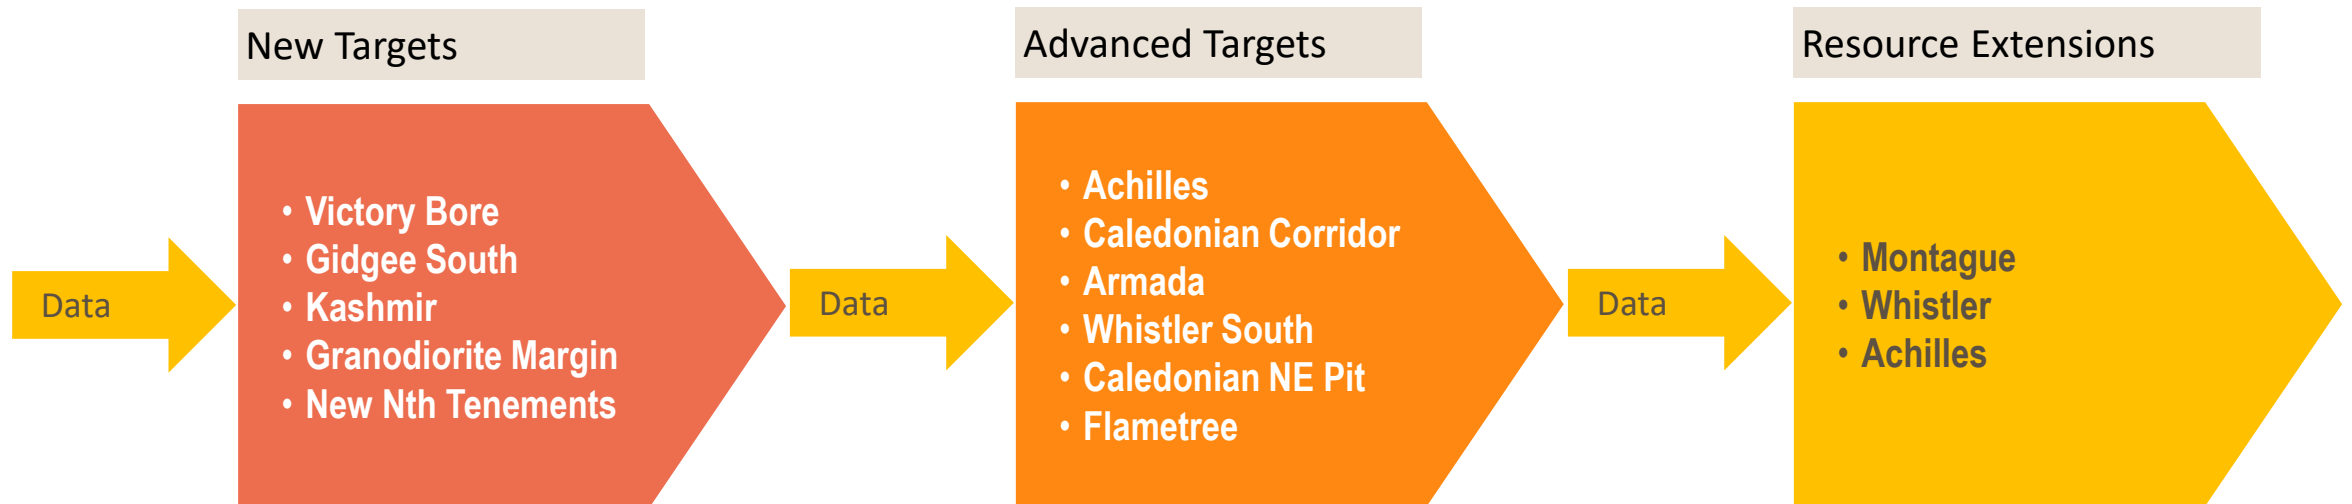 New Targets
Data
• Victory Bore
• Gidgee South
• Kashmir
• Granodiorite Margin
• New Nth Tenements
Advanced Targets
Data
• Achilles
• Caledonian Corridor
• Armada
• Whistler South
• Caledonian NE Pit
• Flametree
Resource Extensions
Data
• Montague
• Whistler
• Achilles